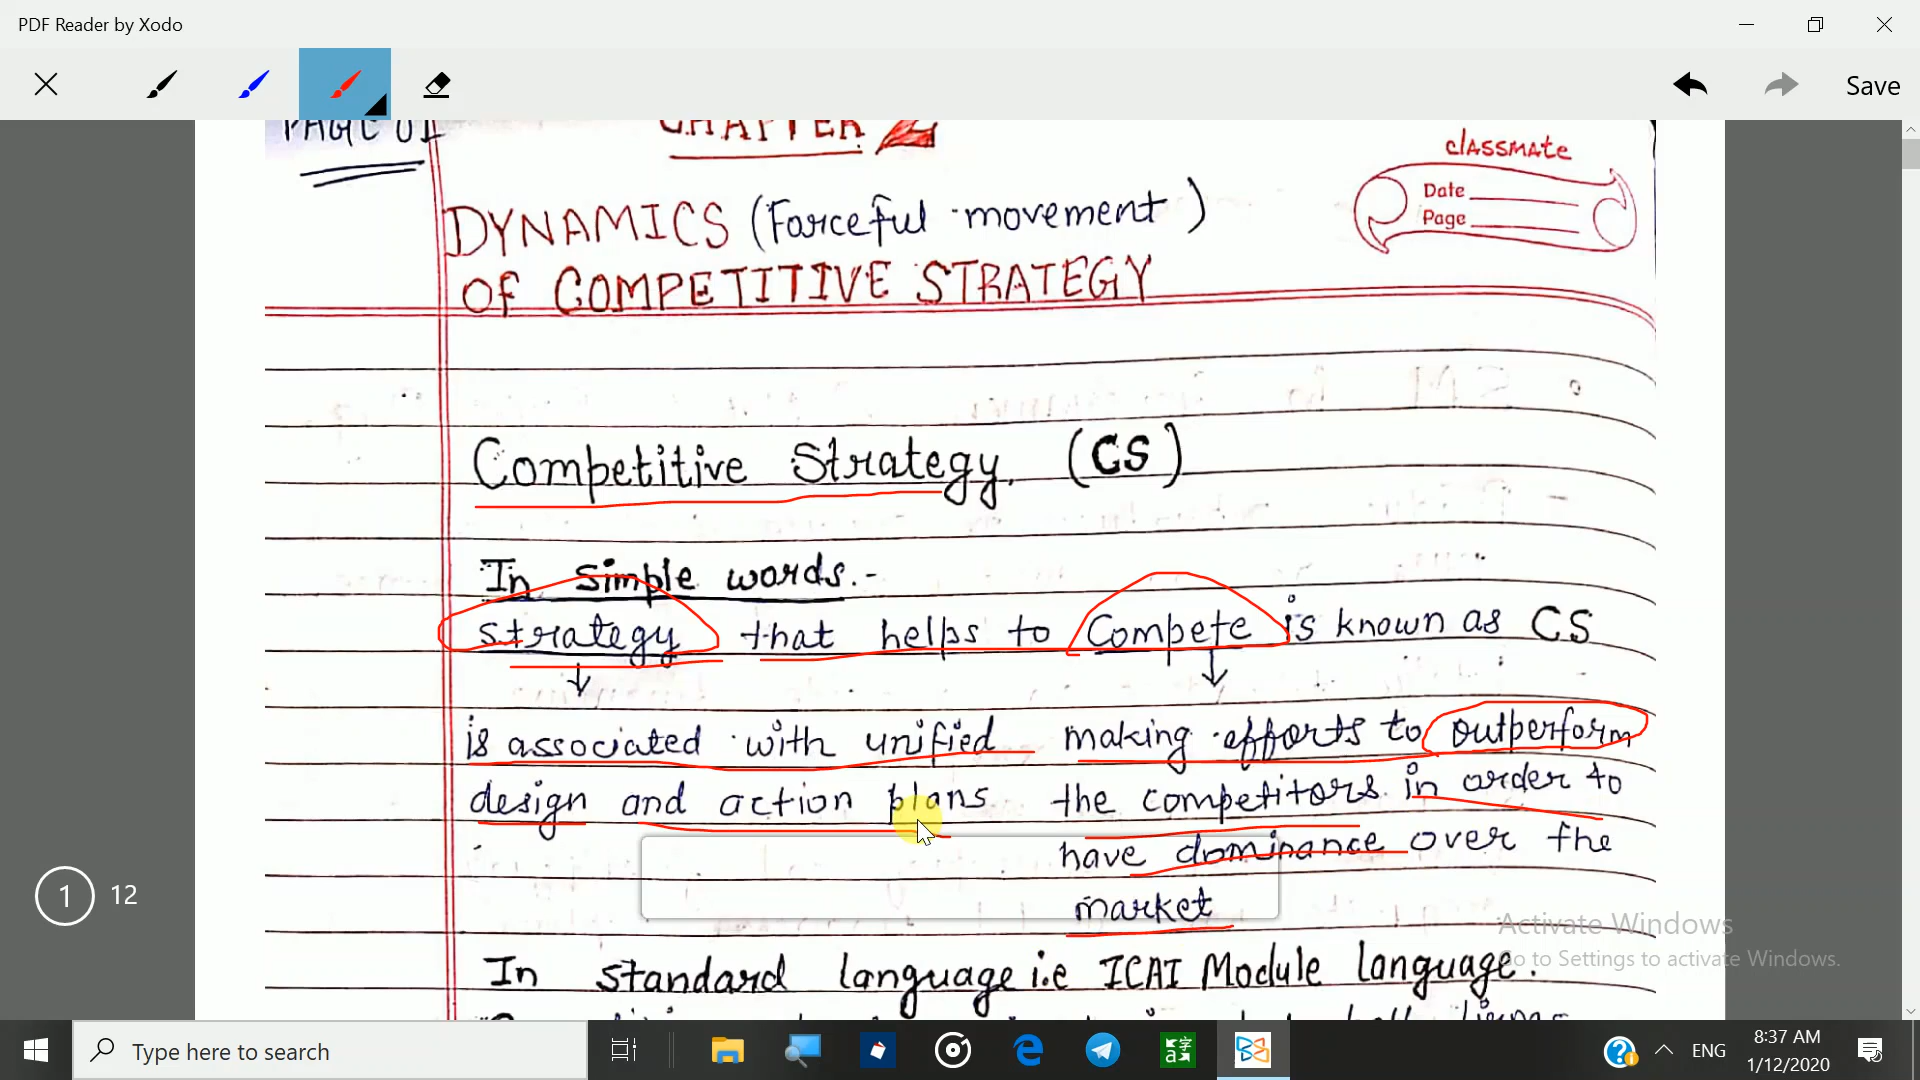 PDF Reader by Xodo
Save
PAGE 01
CHAPTER 2
classmate
Date
Page
DYNAMICS (Forceful movement)
OF COMPETITIVE STRATEGY
Competitive Strategy. (CS)
In simple words.-
strategy that helps to Compete is known as CS
is associated with unified
design and action plans
making efforts to outperform
the competitors in order to
have dominance over the
market
In standard language i.e ICAI Module language.
1 12
Activate Windows
Go to Settings to activate Windows.
Type here to search
ENG
8:37 AM
1/12/2020